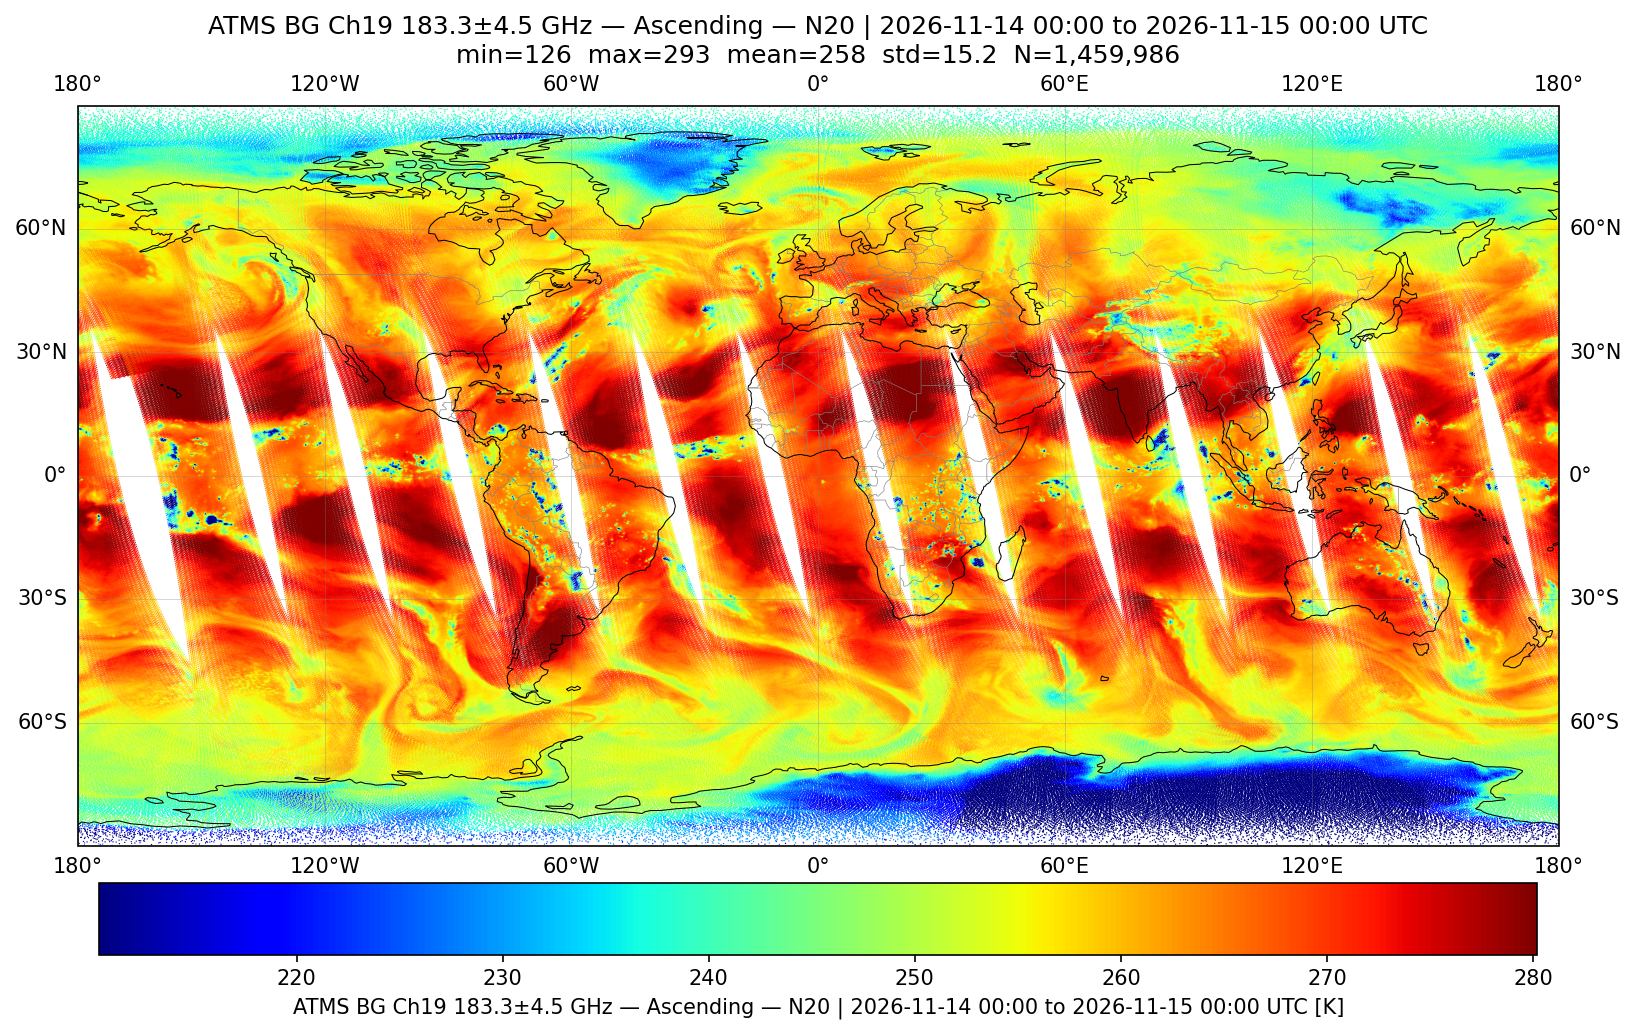 ATMS BG Ch19 183.3±4.5 GHz — Ascending — N20 | 2026-11-14 00:00 to 2026-11-15 00:00 UTC
min=126 max=293 mean=258 std=15.2 N=1,459,986
180° 120°W 60°W 0° 60°E 120°E 180°
60°N 60°N
30°N 30°N
0° 0°
30°S 30°S
60°S 60°S
180° 120°W 60°W 0° 60°E 120°E 180°
220 230 240 250 260 270 280
ATMS BG Ch19 183.3±4.5 GHz — Ascending — N20 | 2026-11-14 00:00 to 2026-11-15 00:00 UTC [K]